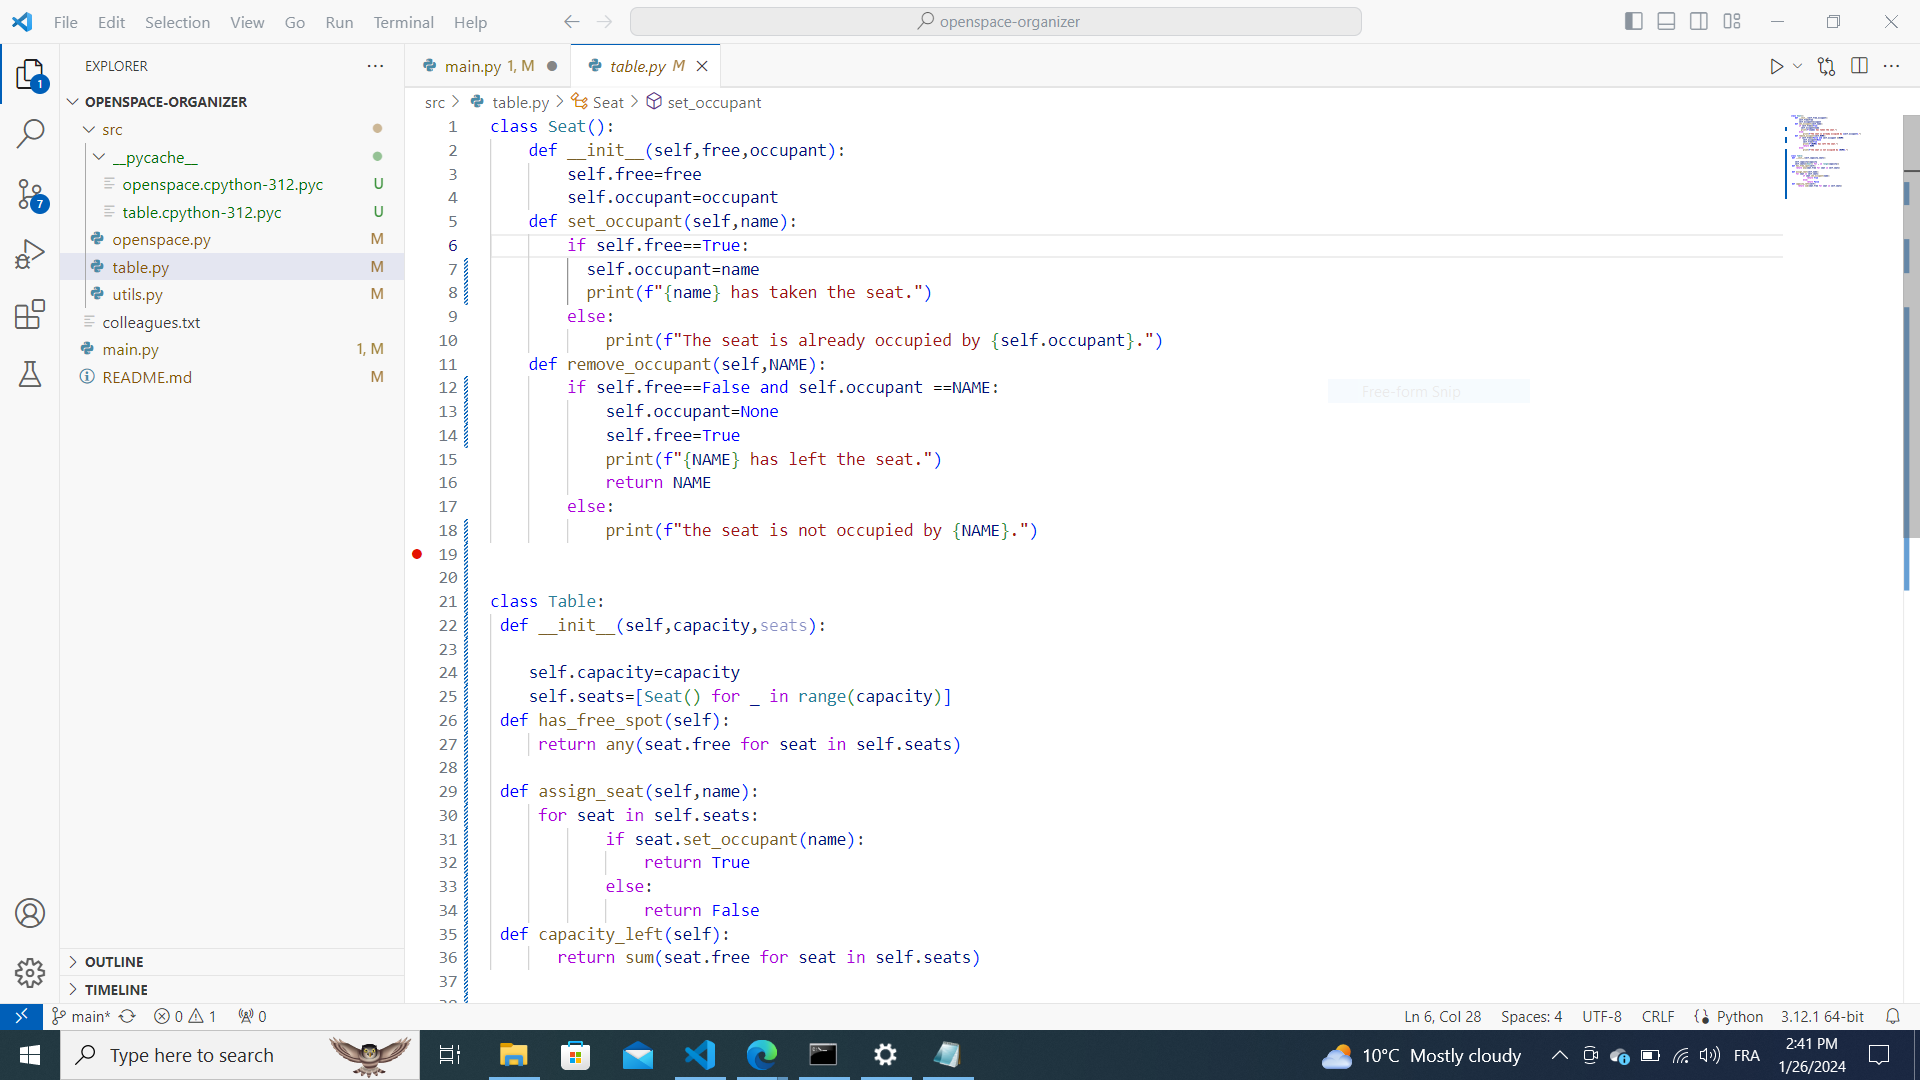 File Edit Selection View Go Run Terminal Help openspace-organizer
EXPLORER
main.py 1, M table.py M
OPENSPACE-ORGANIZER
src
__pycache__
openspace.cpython-312.pyc U
table.cpython-312.pyc U
openspace.py M
table.py M
utils.py M
colleagues.txt
main.py 1, M
README.md M
OUTLINE
TIMELINE
src > table.py > Seat > set_occupant
1 class Seat():
2 def __init__(self,free,occupant):
3 self.free=free
4 self.occupant=occupant
5 def set_occupant(self,name):
6 if self.free==True:
7 self.occupant=name
8 print(f"{name} has taken the seat.")
9 else:
10 print(f"The seat is already occupied by {self.occupant}.")
11 def remove_occupant(self,NAME):
12 if self.free==False and self.occupant ==NAME:
13 self.occupant=None
14 self.free=True
15 print(f"{NAME} has left the seat.")
16 return NAME
17 else:
18 print(f"the seat is not occupied by {NAME}.")
19
20
21 class Table:
22 def __init__(self,capacity,seats):
23
24 self.capacity=capacity
25 self.seats=[Seat() for _ in range(capacity)]
26 def has_free_spot(self):
27 return any(seat.free for seat in self.seats)
28
29 def assign_seat(self,name):
30 for seat in self.seats:
31 if seat.set_occupant(name):
32 return True
33 else:
34 return False
35 def capacity_left(self):
36 return sum(seat.free for seat in self.seats)
37
Free-form Snip
1
7
main* 0 1 0 Ln 6, Col 28 Spaces: 4 UTF-8 CRLF Python 3.12.1 64-bit
Type here to search 10°C Mostly cloudy FRA 2:41 PM
1/26/2024